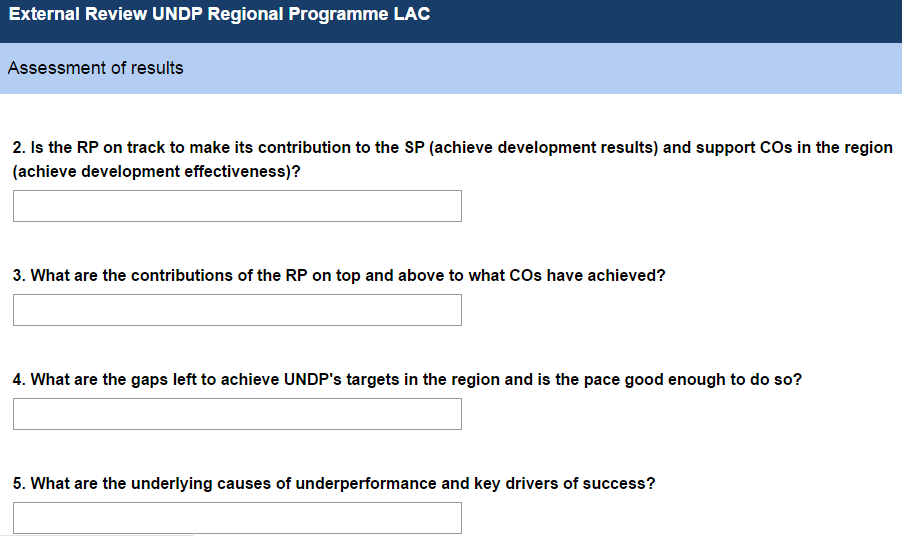 External Review UNDP Regional Programme LAC
Assessment of results
2. Is the RP on track to make its contribution to the SP (achieve development results) and support COs in the region
(achieve development effectiveness)?
3. What are the contributions of the RP on top and above to what COs have achieved?
4. What are the gaps left to achieve UNDP's targets in the region and is the pace good enough to do so?
5. What are the underlying causes of underperformance and key drivers of success?